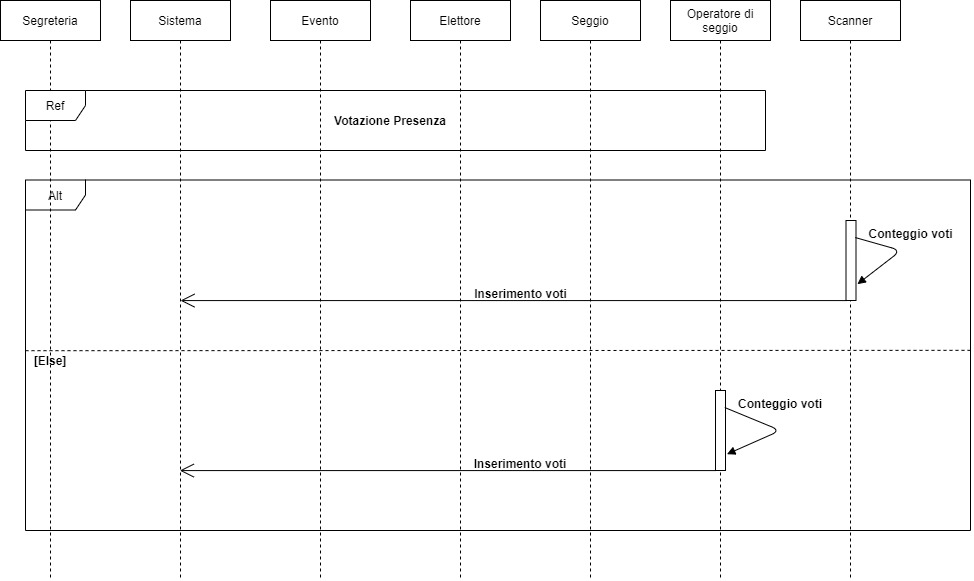 Segreteria
Sistema
Evento
Elettore
Seggio
Operatore di
seggio
Scanner
Ref
Votazione Presenza
Alt
Conteggio voti
Inserimento voti
[Else]
Conteggio voti
Inserimento voti